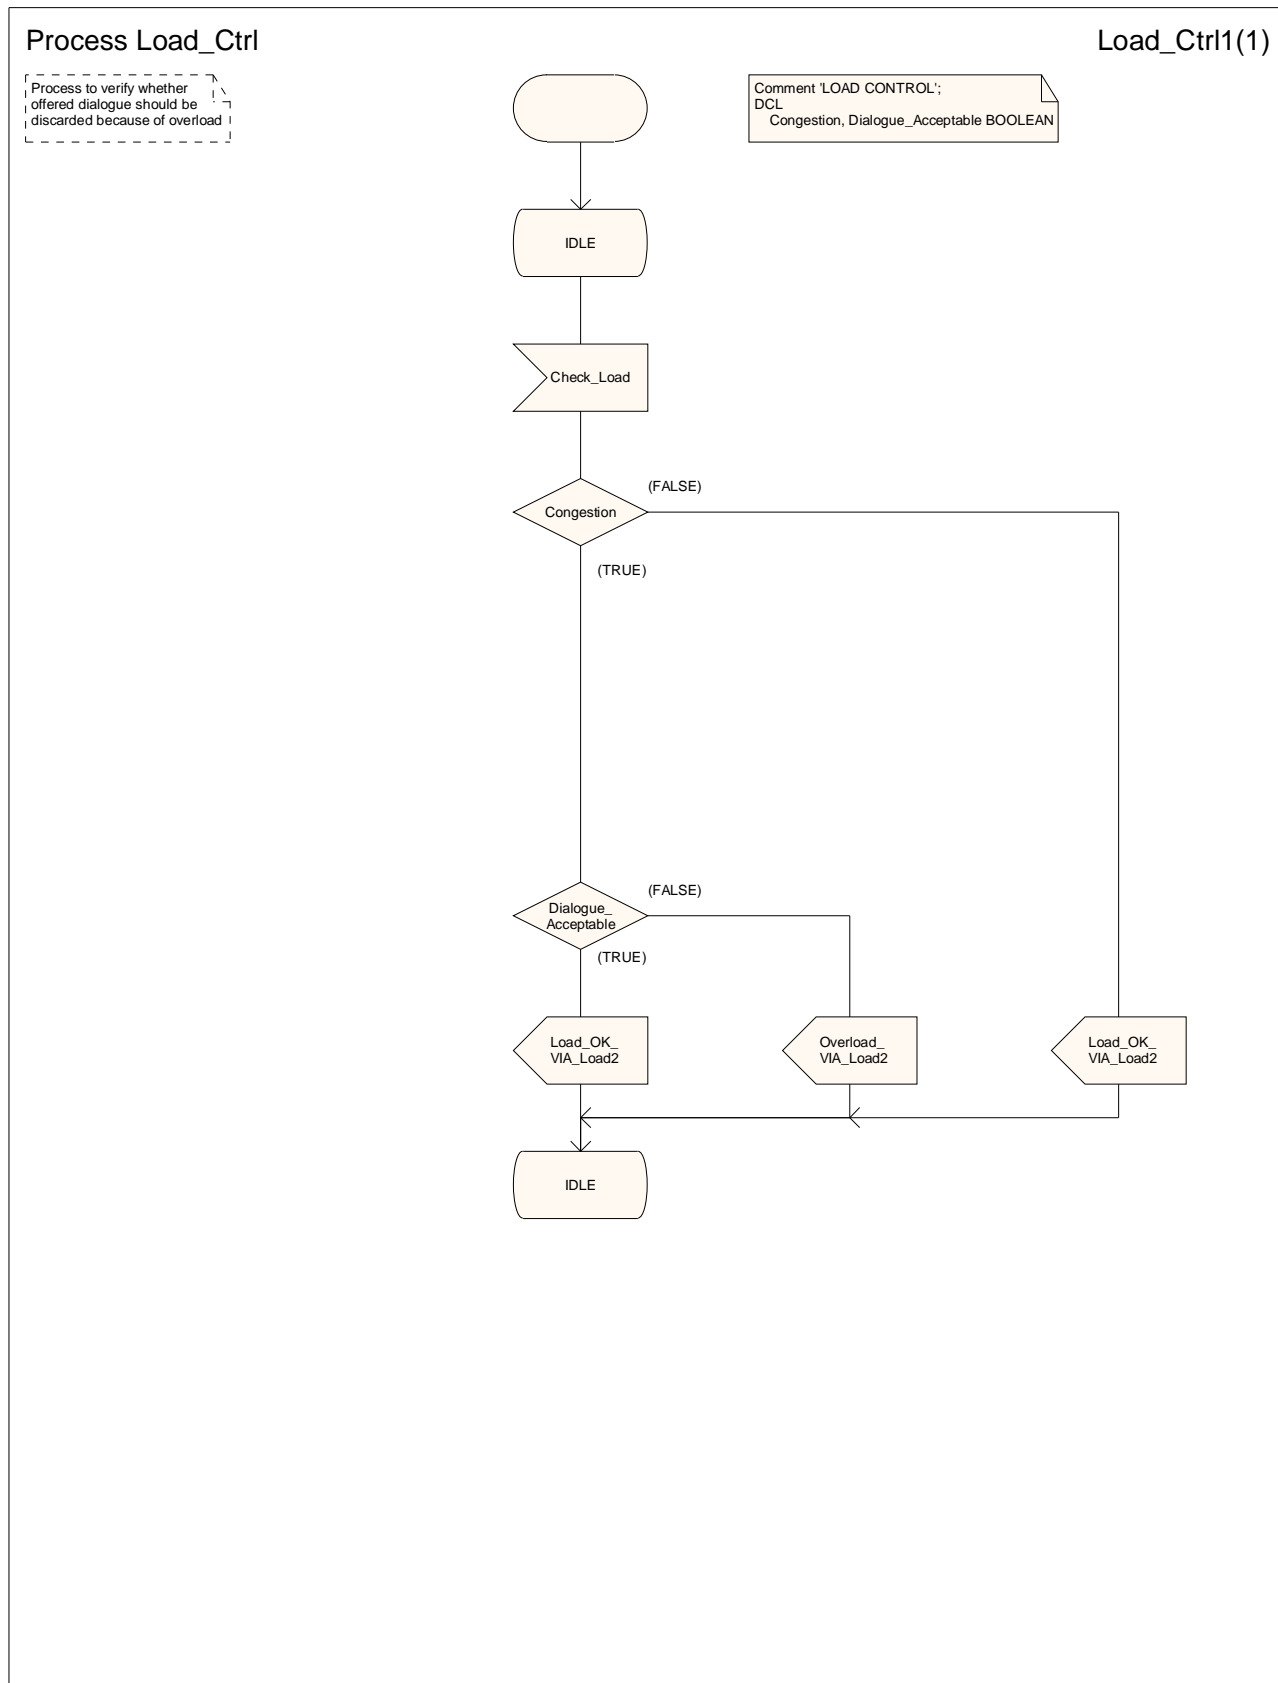 Process Load_Ctrl
Load_Ctrl1(1)
Process to verify whether
offered dialogue should be
discarded because of overload
Comment 'LOAD CONTROL';
DCL
Congestion, Dialogue_Acceptable BOOLEAN
IDLE
Check_Load
(FALSE)
Congestion
(TRUE)
(FALSE)
Dialogue_
Acceptable
(TRUE)
Load_OK_
VIA_Load2
Overload_
VIA_Load2
Load_OK_
VIA_Load2
IDLE